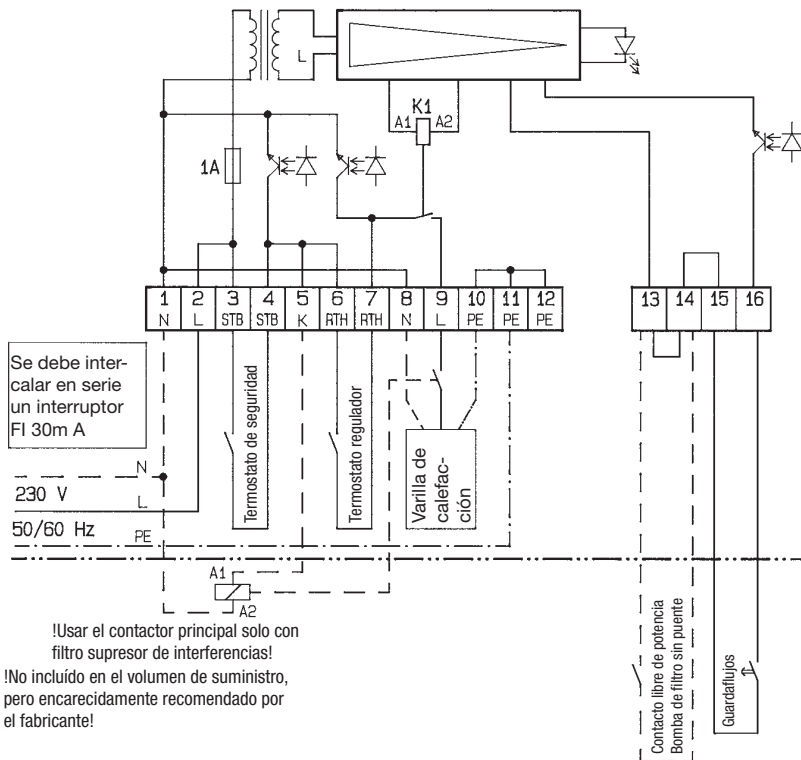 L
K1
A1 A2
1A
1 2 3 4 5 6 7 8 9 10 11 12
N L STB STB K RTH RTH N L PE PE PE
13 14 15 16
Se debe inter-
calar en serie
un interruptor
FI 30m A
Termostato de seguridad
Termostato regulador
Varilla de
calefac-
ción
N
230 V
L
50/60 Hz
PE
A1
A2
!Usar el contactor principal solo con
filtro supresor de interferencias!
!No incluído en el volumen de suministro,
pero encarecidamente recomendado por
el fabricante!
Contacto libre de potencia
Bomba de filtro sin puente
Guardaflujos